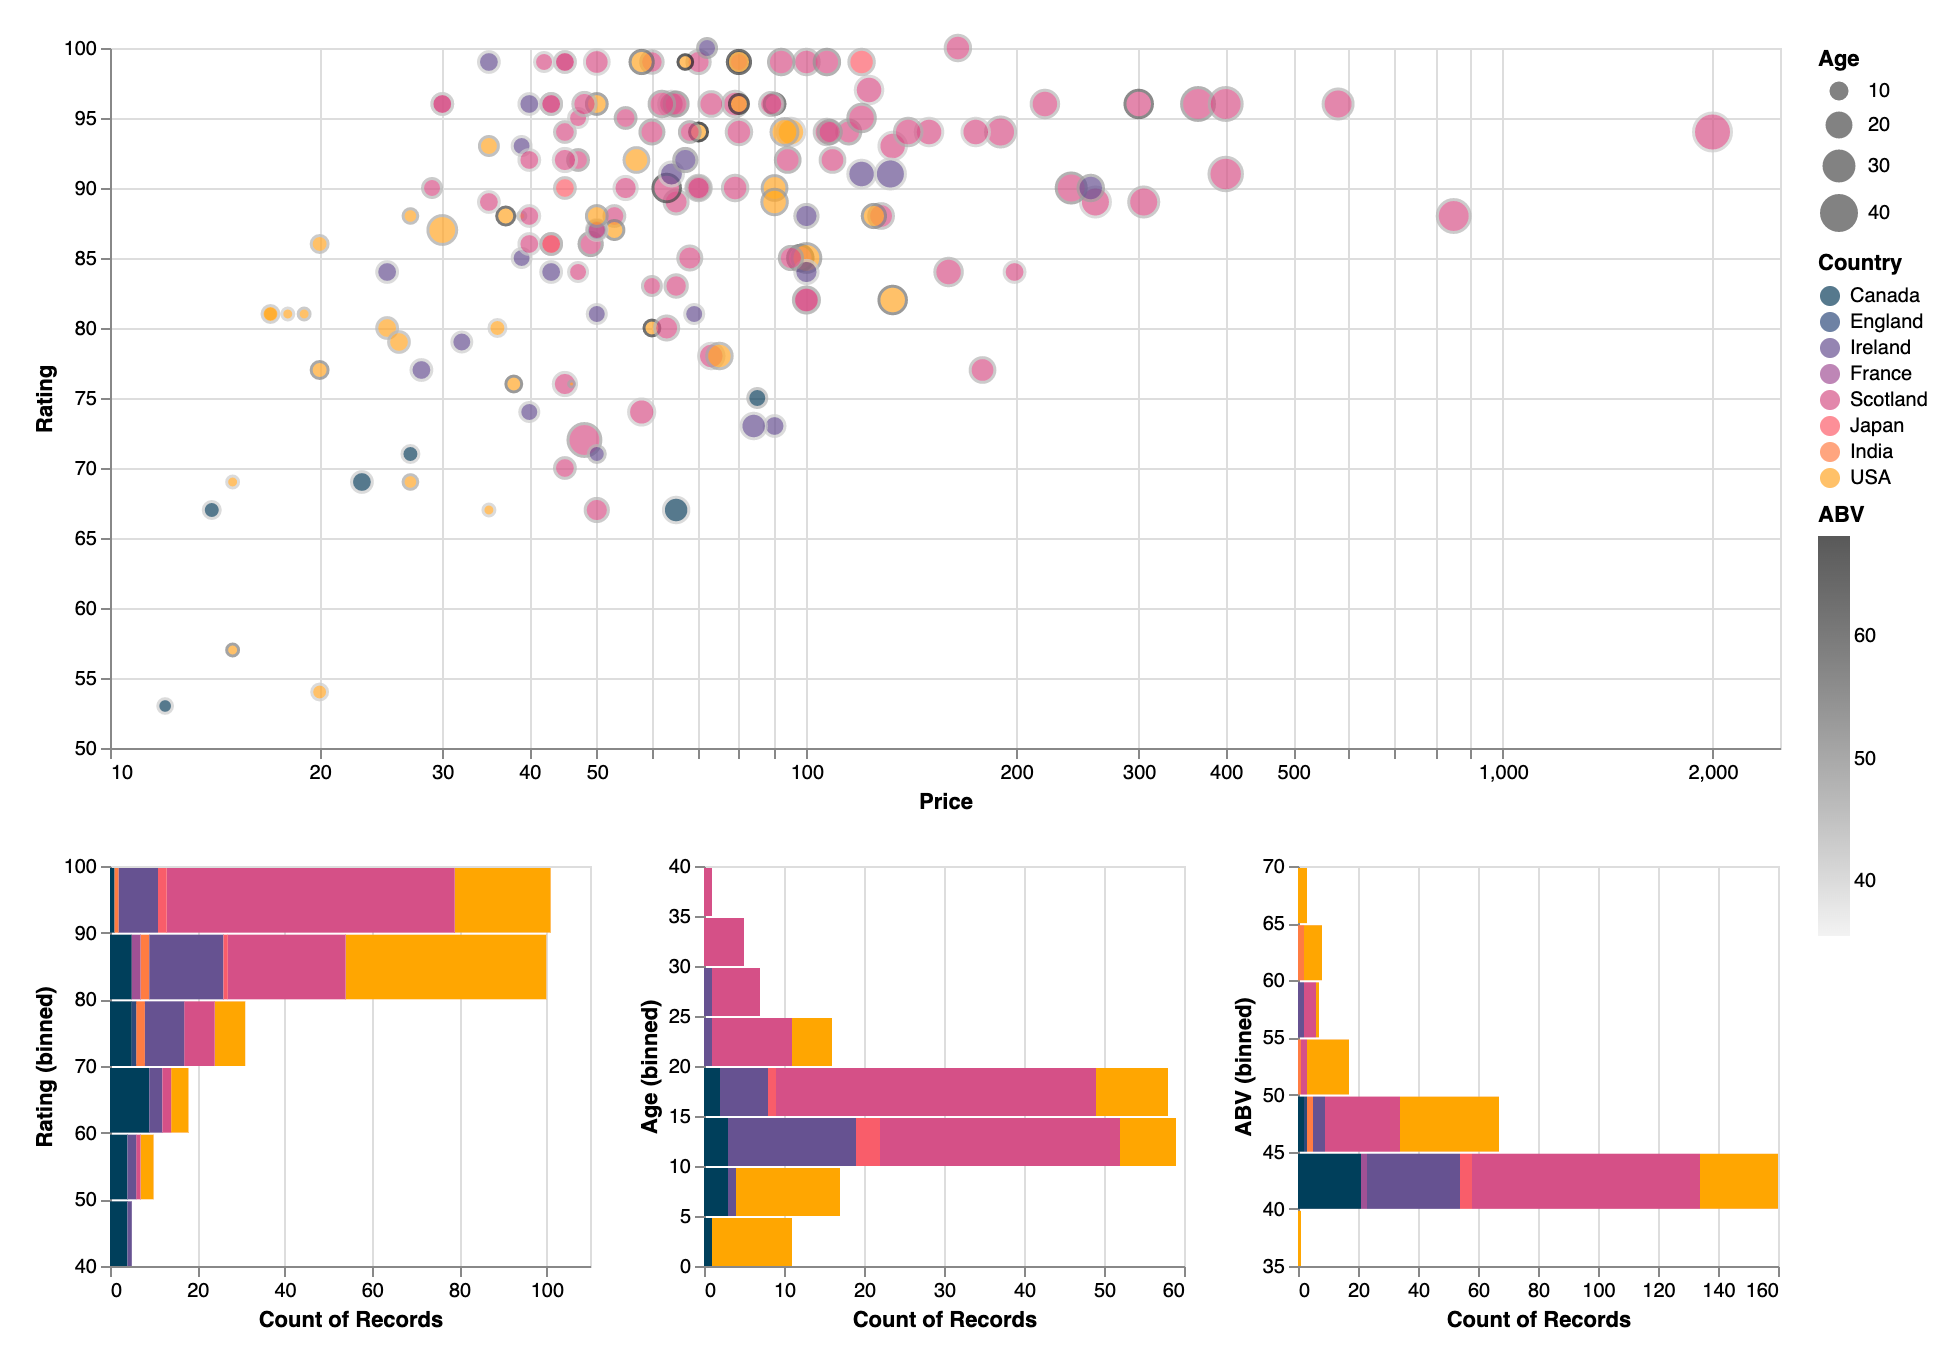 100
95
90
85
80
75
70
65
60
55
50
Rating
10 20 30 40 50 100 200 300 400 500 1,000 2,000
Price
Age
10
20
30
40
Country
Canada
England
Ireland
France
Scotland
Japan
India
USA
ABV
60
50
40
100
90
80
70
60
50
40
Rating (binned)
0 20 40 60 80 100
Count of Records
40
35
30
25
20
15
10
5
0
Age (binned)
0 10 20 30 40 50 60
Count of Records
70
65
60
55
50
45
40
35
ABV (binned)
0 20 40 60 80 100 120 140 160
Count of Records